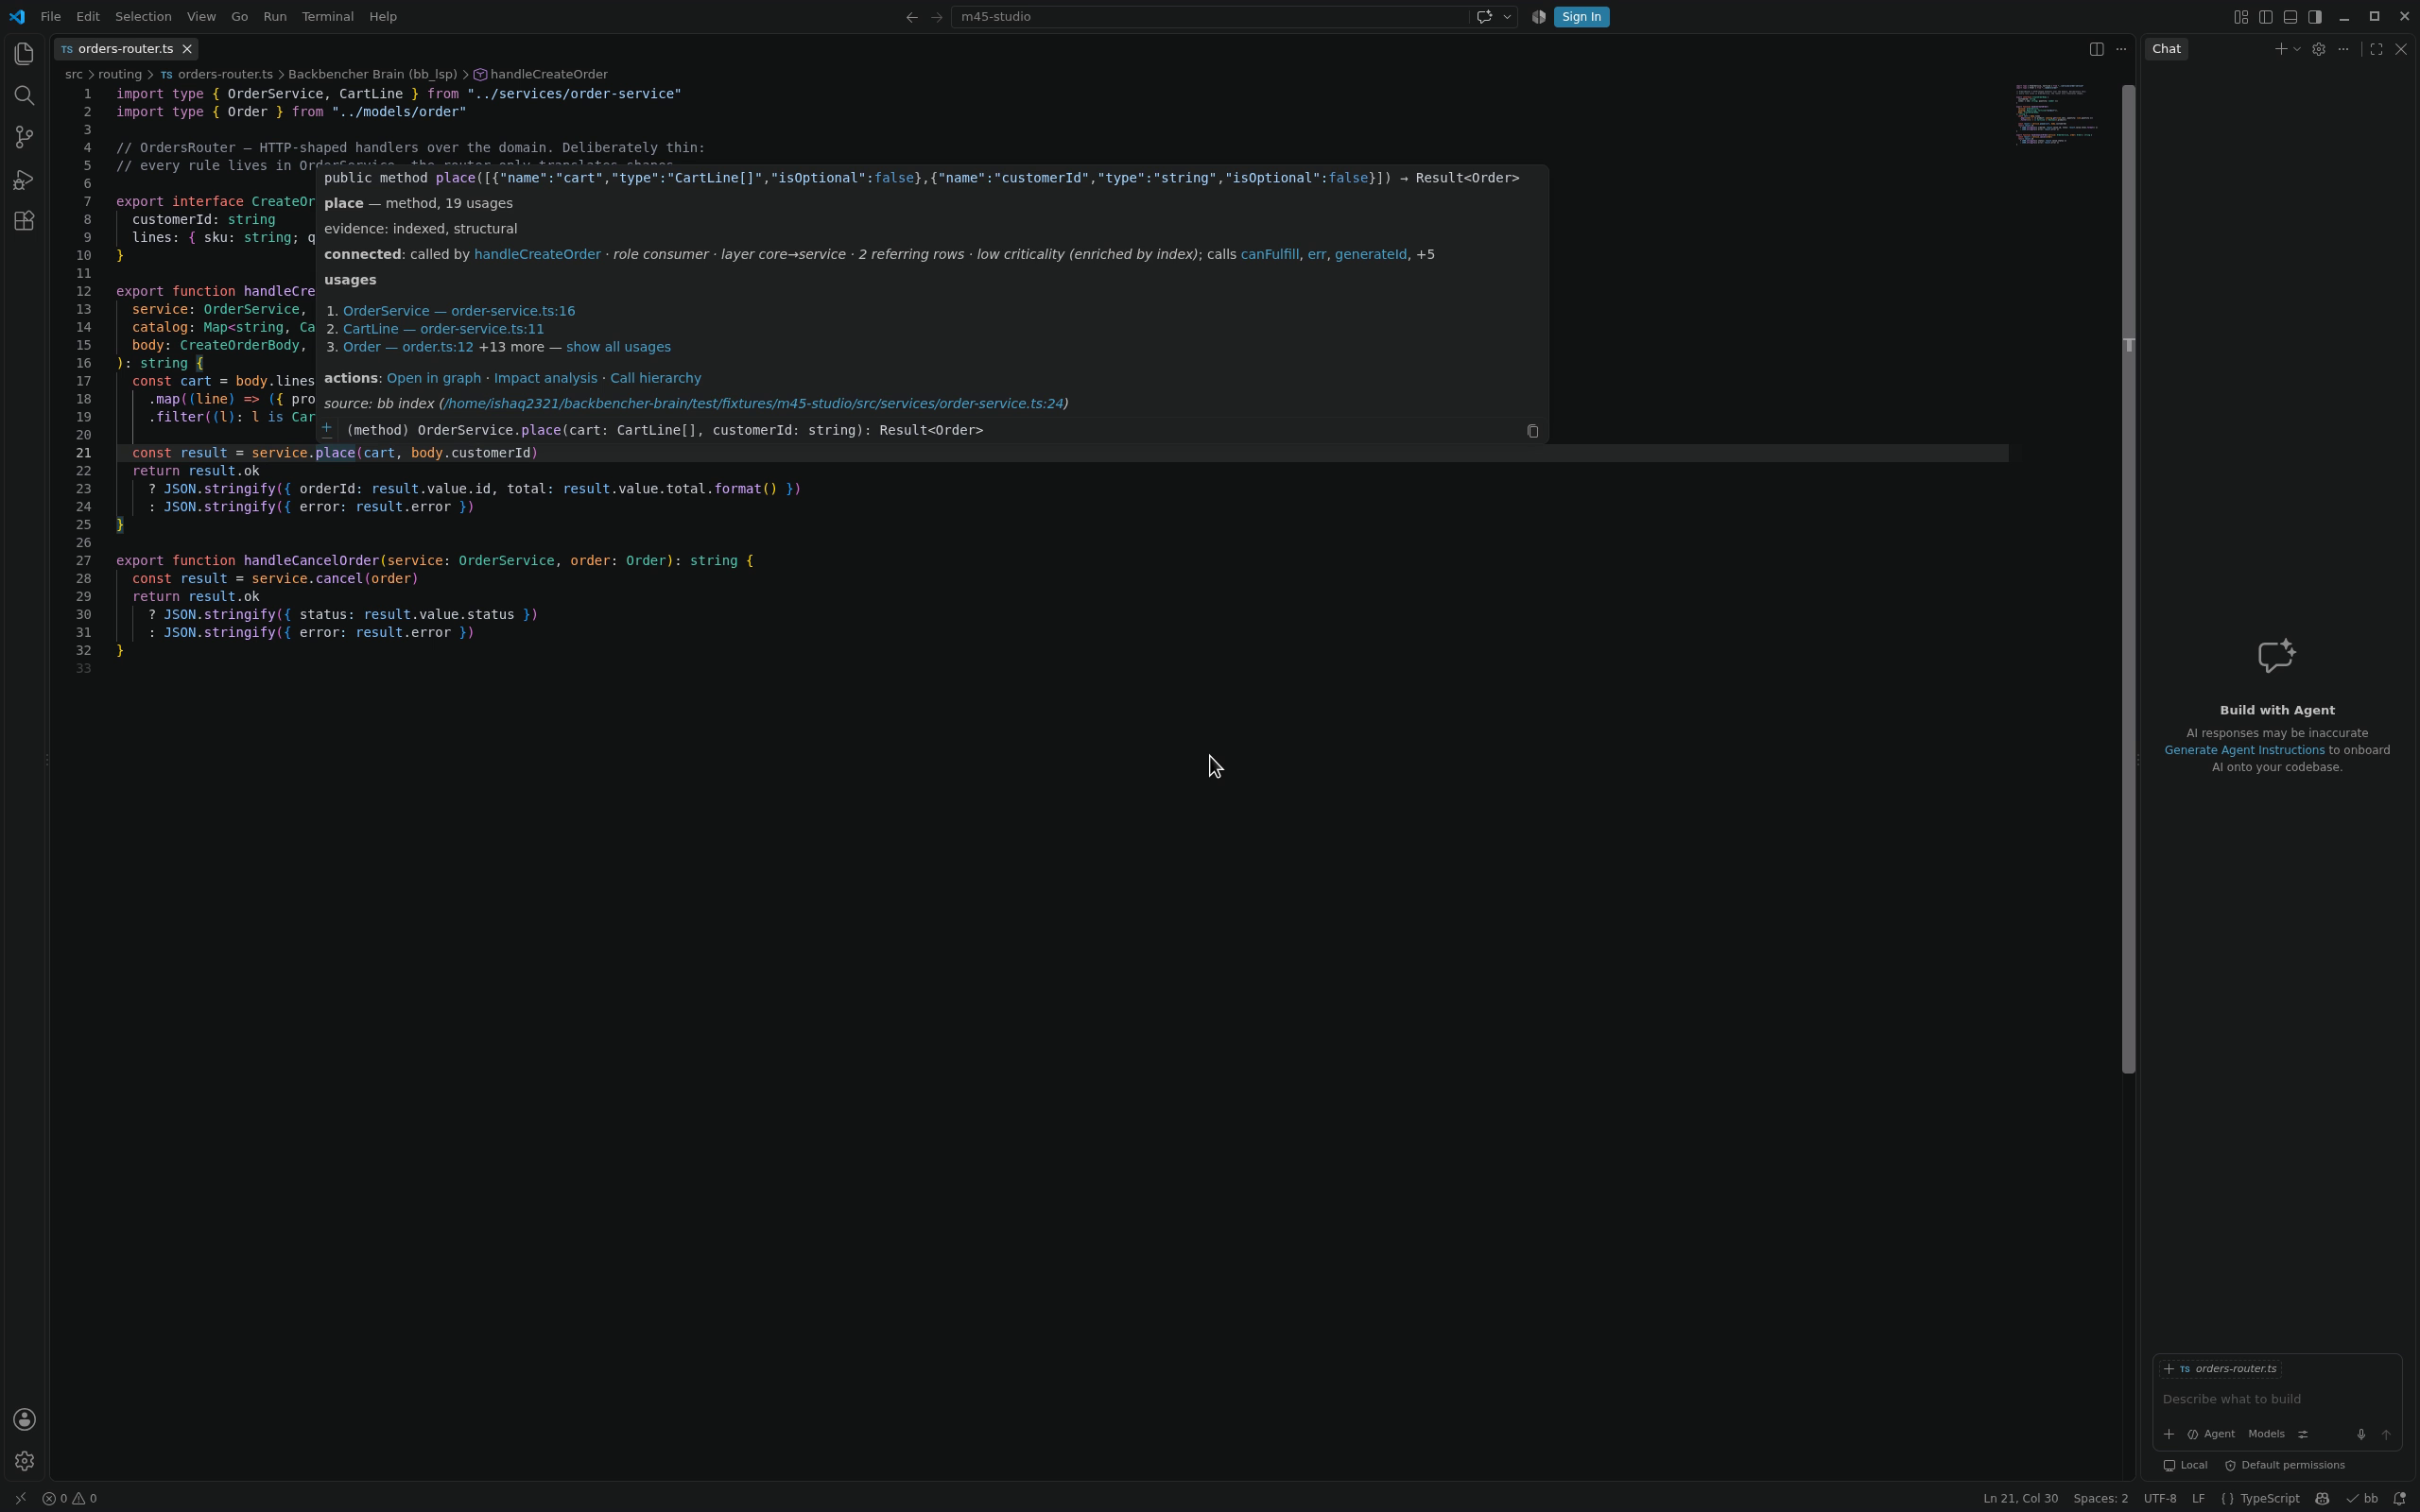 File Edit Selection View Go Run Terminal Help
m45-studio
Sign In
TS orders-router.ts
Chat
src > routing > TS orders-router.ts > Backbencher Brain (bb_lsp) > handleCreateOrder
1 import type { OrderService, CartLine } from "../services/order-service"
2 import type { Order } from "../models/order"
3
4 // OrdersRouter — HTTP-shaped handlers over the domain. Deliberately thin:
5 // every rule lives in OrderService, the router only translates shapes.
6
7 export interface CreateOr
8 customerId: string
9 lines: { sku: string; q
10 }
11
12 export function handleCre
13 service: OrderService,
14 catalog: Map<string, Ca
15 body: CreateOrderBody,
16 ): string {
17 const cart = body.lines
18 .map((line) => ({ pro
19 .filter((l): l is Car
20
public method place([{"name":"cart","type":"CartLine[]","isOptional":false},{"name":"customerId","type":"string","isOptional":false}]) → Result<Order>
place — method, 19 usages
evidence: indexed, structural
connected: called by handleCreateOrder · role consumer · layer core→service · 2 referring rows · low criticality (enriched by index); calls canFulfill, err, generateId, +5
usages
1. OrderService — order-service.ts:16
2. CartLine — order-service.ts:11
3. Order — order.ts:12 +13 more — show all usages
actions: Open in graph · Impact analysis · Call hierarchy
source: bb index (/home/ishaq2321/backbencher-brain/test/fixtures/m45-studio/src/services/order-service.ts:24)
(method) OrderService.place(cart: CartLine[], customerId: string): Result<Order>
21 const result = service.place(cart, body.customerId)
22 return result.ok
23 ? JSON.stringify({ orderId: result.value.id, total: result.value.total.format() })
24 : JSON.stringify({ error: result.error })
25 }
26
27 export function handleCancelOrder(service: OrderService, order: Order): string {
28 const result = service.cancel(order)
29 return result.ok
30 ? JSON.stringify({ status: result.value.status })
31 : JSON.stringify({ error: result.error })
32 }
33
Build with Agent
AI responses may be inaccurate
Generate Agent Instructions to onboard
AI onto your codebase.
TS orders-router.ts
Describe what to build
Agent Models
Local Default permissions
0 0
Ln 21, Col 30 Spaces: 2 UTF-8 LF { } TypeScript bb